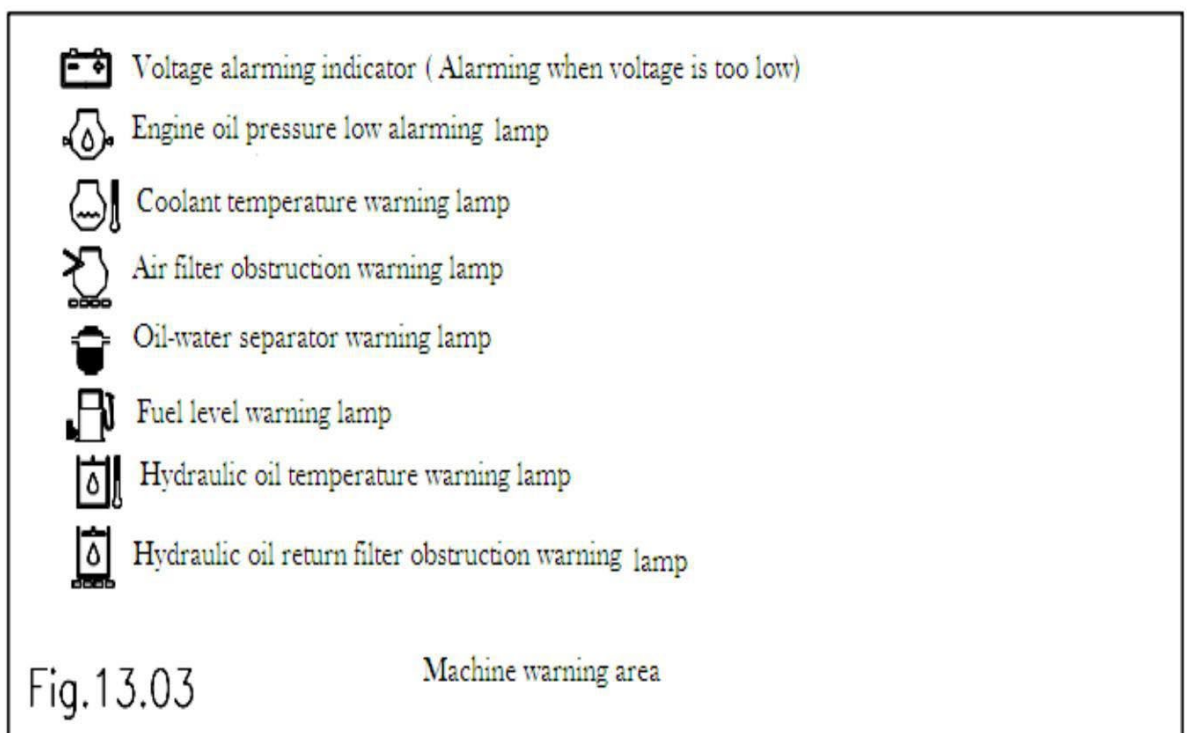 Voltage alarming indicator ( Alarming when voltage is too low)
Engine oil pressure low alarming lamp
Coolant temperature warning lamp
Air filter obstruction warning lamp
Oil-water separator warning lamp
Fuel level warning lamp
Hydraulic oil temperature warning lamp
Hydraulic oil return filter obstruction warning lamp
Machine warning area
Fig.13.03